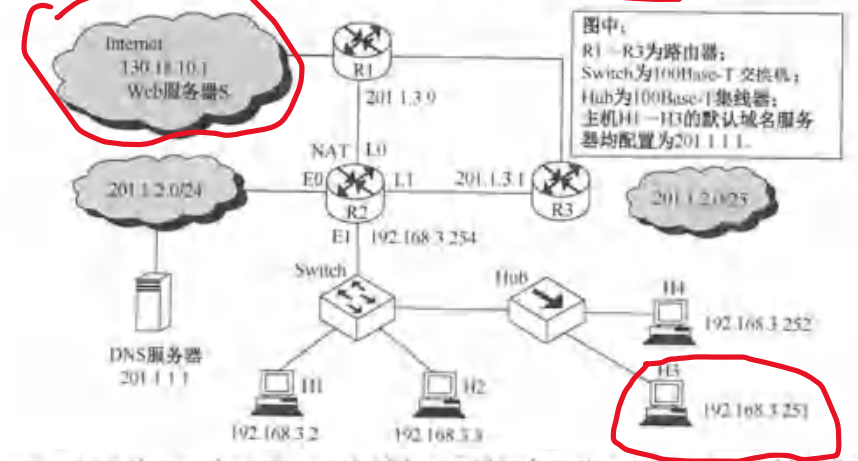 Internet
130.18.10.1
Web服务器S
R1
201.1.3.9
图中：
R1～R3为路由器；
Switch为100Base-T交换机；
Hub为100Base-T集线器；
主机H1～H3的默认域名服务
器均配置为201.1.1.1.
NAT L0
201.1.2.0/24
E0
R2
L1
201.1.3.1
R3
201.1.2.0/25
E1
192.168.3.254
Switch
Hub
H4
192.168.3.252
DNS服务器
201.1.1.1
H1
192.168.3.2
H2
192.168.3.3
H3
192.168.3.251